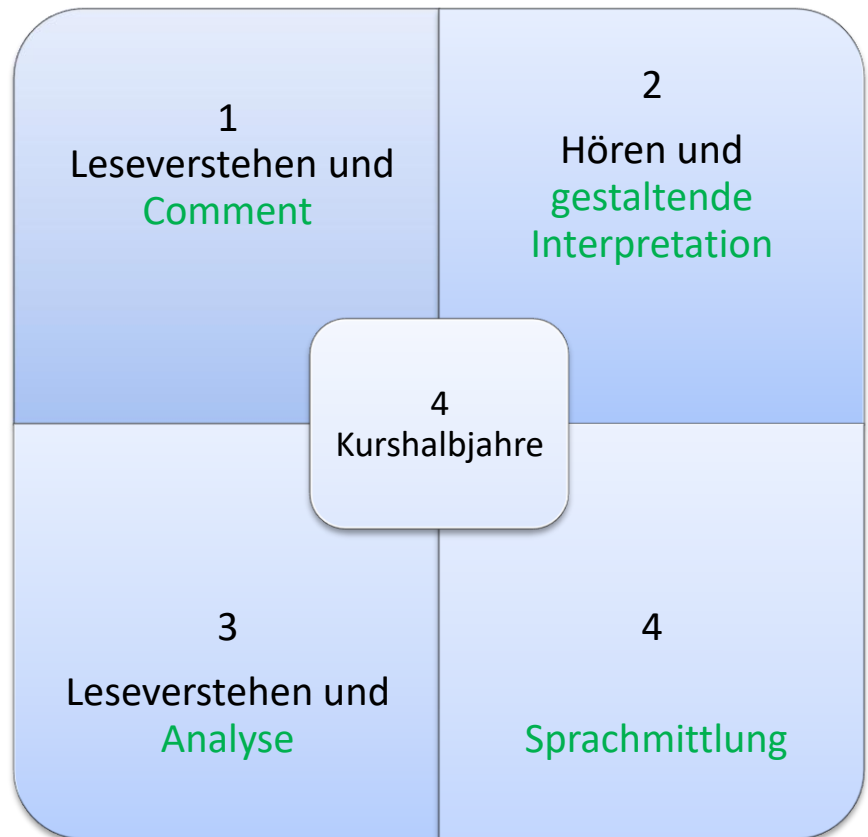 1
Leseverstehen und
Comment
2
Hören und
gestaltende
Interpretation
4
Kurshalbjahre
3
Leseverstehen und
Analyse
4
Sprachmittlung